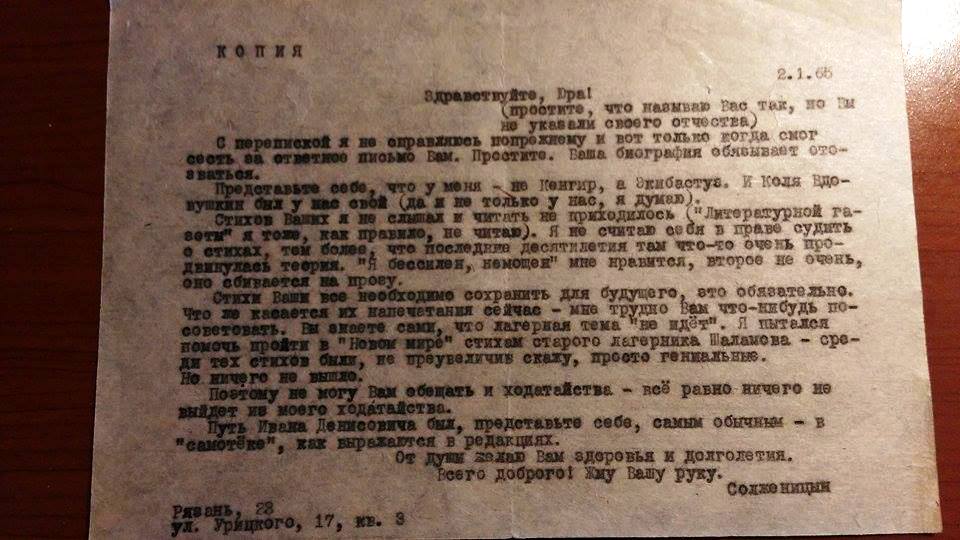 КОПИЯ
2.1.65
Здравствуйте, Юра!
(простите, что называю Вас так, но Вы
не указали своего отчества)
С перепиской я не справляюсь попрежнему и вот только когда смог
сесть за ответное письмо Вам. Простите. Ваша биография обязывает ото-
зваться.
Представьте себе, что у меня - не Кенгир, а Экибастуз. И Коля Вдо-
вушкин был у нас свой (да и не только у нас, я думаю).
Стихов Ваших я не слышал и читать не приходилось ("Литературной га-
зеты" я тоже, как правило, не читаю). Я не считаю себя в праве судить
о стихах, тем более, что последние десятилетия там что-то очень про-
двинулась теория. "Я бессилен, немощен" мне нравится, второе не очень,
оно сбивается на прозу.
Стихи Ваши все необходимо сохранить для будущего, это обязательно.
Что же касается их напечатания сейчас - мне трудно Вам что-нибудь по-
советовать. Вы знаете сами, что лагерная тема "не идёт". Я пытался
помочь пройти в "Новом мире" стихам старого лагерника Шаламова - сре-
ди тех стихов были, не преувеличив скажу, просто гениальные.
Но ничего не вышло.
Поэтому не могу Вам обещать и ходатайства - всё равно ничего не
выйдет из моего ходатайства.
Путь Ивана Денисовича был, представьте себе, самым обычным - в
"самотёке", как выражаются в редакциях.
От души желаю Вам здоровья и долголетия.
Всего доброго! Жму Вашу руку.
Солженицын
Рязань, 23
ул. Урицкого, 17, кв. 3